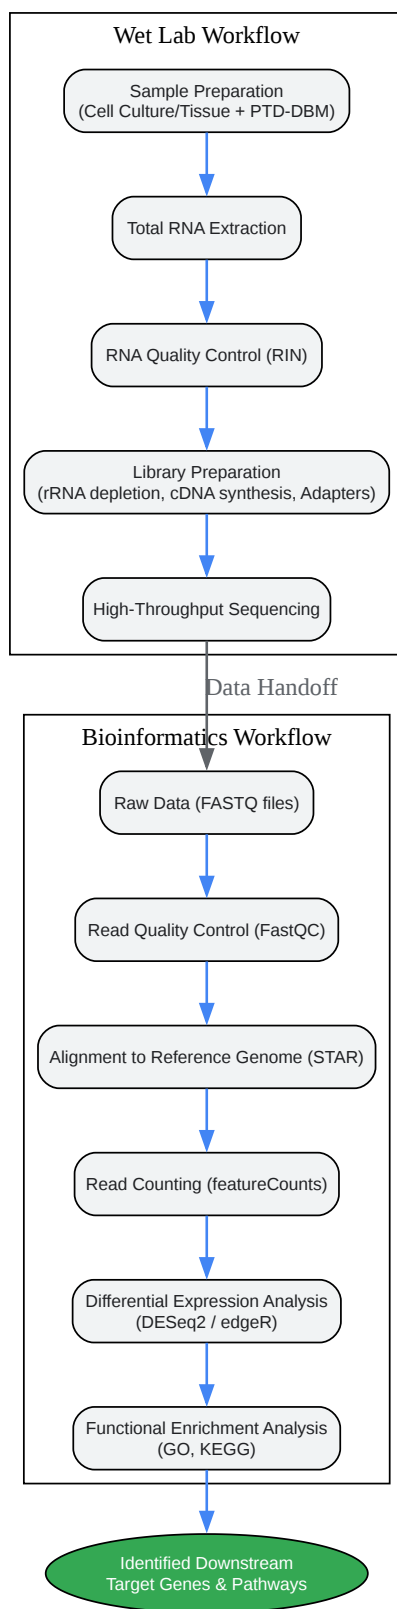 Wet Lab Workflow
Sample Preparation
(Cell Culture/Tissue + PTD-DBM)
Total RNA Extraction
RNA Quality Control (RIN)
Library Preparation
(rRNA depletion, cDNA synthesis, Adapters)
High-Throughput Sequencing
Data Handoff
Bioinformatics Workflow
Raw Data (FASTQ files)
Read Quality Control (FastQC)
Alignment to Reference Genome (STAR)
Read Counting (featureCounts)
Differential Expression Analysis
(DESeq2 / edgeR)
Functional Enrichment Analysis
(GO, KEGG)
Identified Downstream
Target Genes & Pathways